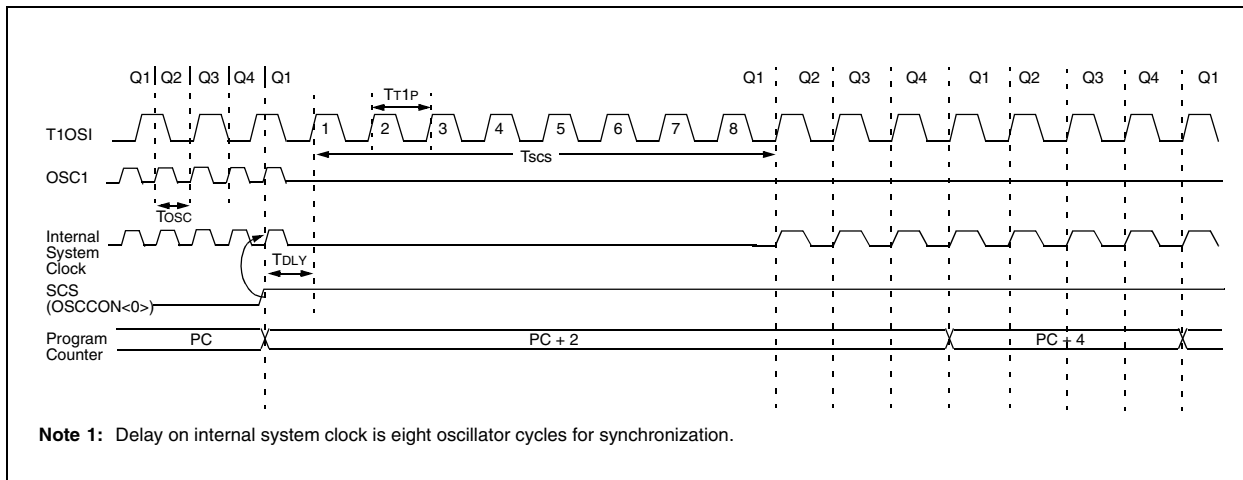 Q1 Q2 Q3 Q4 Q1 Q1 Q2 Q3 Q4 Q1 Q2 Q3 Q4 Q1
TT1P
T1OSI 1 2 3 4 5 6 7 8
TSCS
OSC1
TOSC
Internal
System
Clock
TDLY
SCS
(OSCCON<0>)
Program PC PC + 2 PC + 4
Counter
Note 1: Delay on internal system clock is eight oscillator cycles for synchronization.